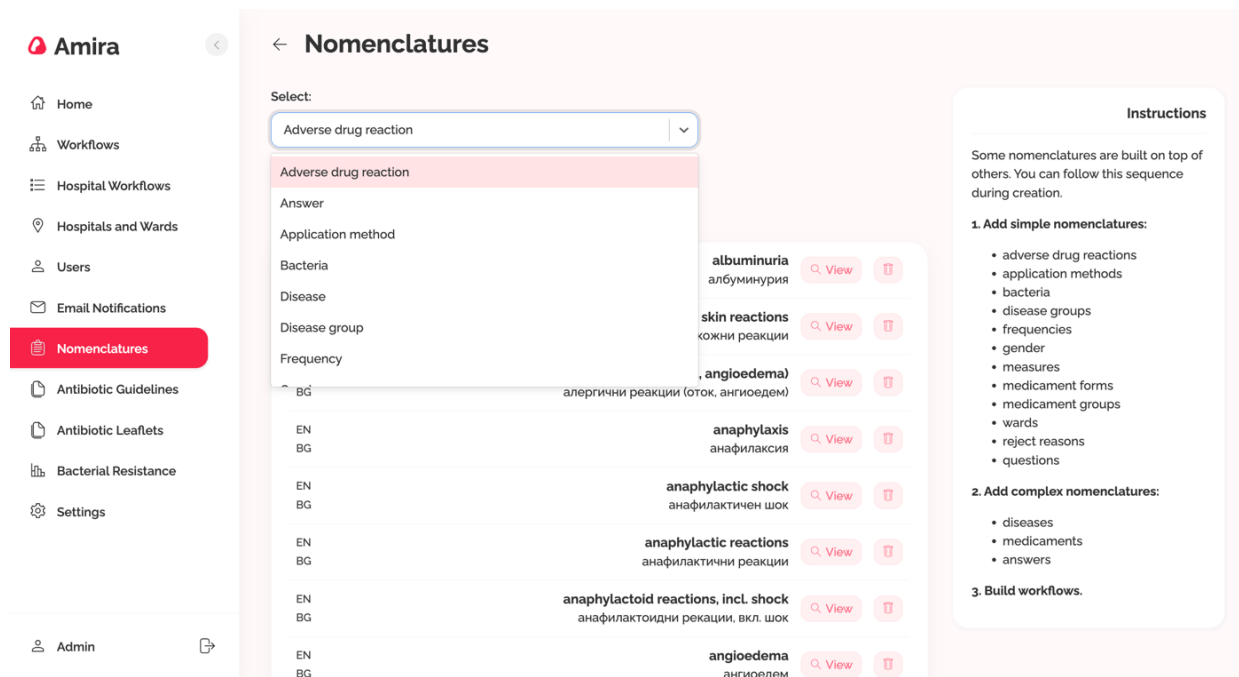 Amira
Home
Workflows
Hospital Workflows
Hospitals and Wards
Users
Email Notifications
Nomenclatures
Antibiotic Guidelines
Antibiotic Leaflets
Bacterial Resistance
Settings
Admin
Nomenclatures
Select:
Adverse drug reaction
Adverse drug reaction
Answer
Application method
Bacteria
Disease
Disease group
Frequency
albuminuria
албуминурия
View
skin reactions
кожни реакции
View
, angioedema)
BG
алергични реакции (оток, ангиоедем)
View
EN
anaphylaxis
BG
анафилаксия
View
EN
anaphylactic shock
BG
анафилактичен шок
View
EN
anaphylactic reactions
BG
анафилактични реакции
View
EN
anaphylactoid reactions, incl. shock
BG
анафилактоидни рекации, вкл. шок
View
EN
angioedema
BG
ангиоедем
View
Instructions
Some nomenclatures are built on top of
others. You can follow this sequence
during creation.
1. Add simple nomenclatures:
• adverse drug reactions
• application methods
• bacteria
• disease groups
• frequencies
• gender
• measures
• medicament forms
• medicament groups
• wards
• reject reasons
• questions
2. Add complex nomenclatures:
• diseases
• medicaments
• answers
3. Build workflows.